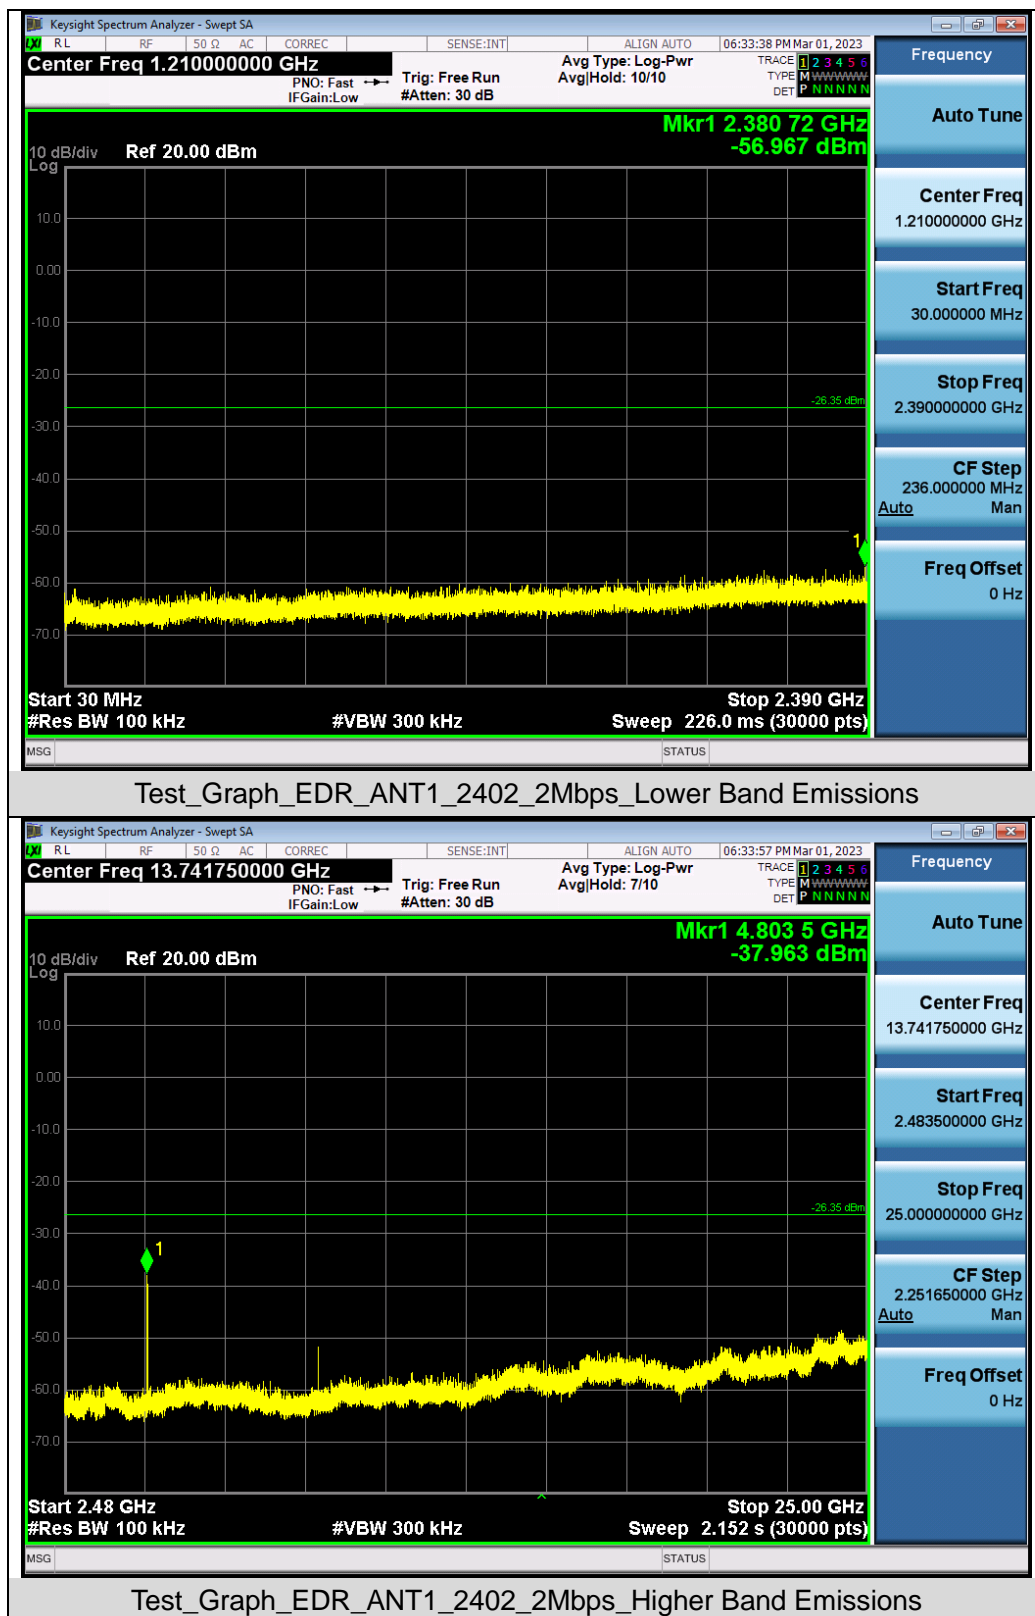 Keysight Spectrum Analyzer - Swept SA
LXI RL RF 50 Ω AC CORREC SENSE:INT ALIGN AUTO 06:33:38 PM Mar 01, 2023
Center Freq 1.210000000 GHz
PNO: Fast
IFGain:Low
Trig: Free Run
#Atten: 30 dB
Avg Type: Log-Pwr
Avg|Hold: 10/10
TRACE 1 2 3 4 5 6
TYPE M WWWWW
DET P N N N N N
Mkr1 2.380 72 GHz
-56.967 dBm
10 dB/div Ref 20.00 dBm
Log
10.0
0.00
-10.0
-20.0
-26.35 dBm
-30.0
-40.0
-50.0
1
-60.0
-70.0
Start 30 MHz Stop 2.390 GHz
#Res BW 100 kHz #VBW 300 kHz Sweep 226.0 ms (30000 pts)
MSG STATUS
Frequency
Auto Tune
Center Freq
1.210000000 GHz
Start Freq
30.000000 MHz
Stop Freq
2.390000000 GHz
CF Step
236.000000 MHz
Auto Man
Freq Offset
0 Hz
Test_Graph_EDR_ANT1_2402_2Mbps_Lower Band Emissions
Keysight Spectrum Analyzer - Swept SA
LXI RL RF 50 Ω AC CORREC SENSE:INT ALIGN AUTO 06:33:57 PM Mar 01, 2023
Center Freq 13.741750000 GHz
PNO: Fast
IFGain:Low
Trig: Free Run
#Atten: 30 dB
Avg Type: Log-Pwr
Avg|Hold: 7/10
TRACE 1 2 3 4 5 6
TYPE M WWWWW
DET P N N N N N
Mkr1 4.803 5 GHz
-37.963 dBm
10 dB/div Ref 20.00 dBm
Log
10.0
0.00
-10.0
-20.0
-26.35 dBm
-30.0
1
-40.0
-50.0
-60.0
-70.0
Start 2.48 GHz Stop 25.00 GHz
#Res BW 100 kHz #VBW 300 kHz Sweep 2.152 s (30000 pts)
MSG STATUS
Frequency
Auto Tune
Center Freq
13.741750000 GHz
Start Freq
2.483500000 GHz
Stop Freq
25.000000000 GHz
CF Step
2.251650000 GHz
Auto Man
Freq Offset
0 Hz
Test_Graph_EDR_ANT1_2402_2Mbps_Higher Band Emissions